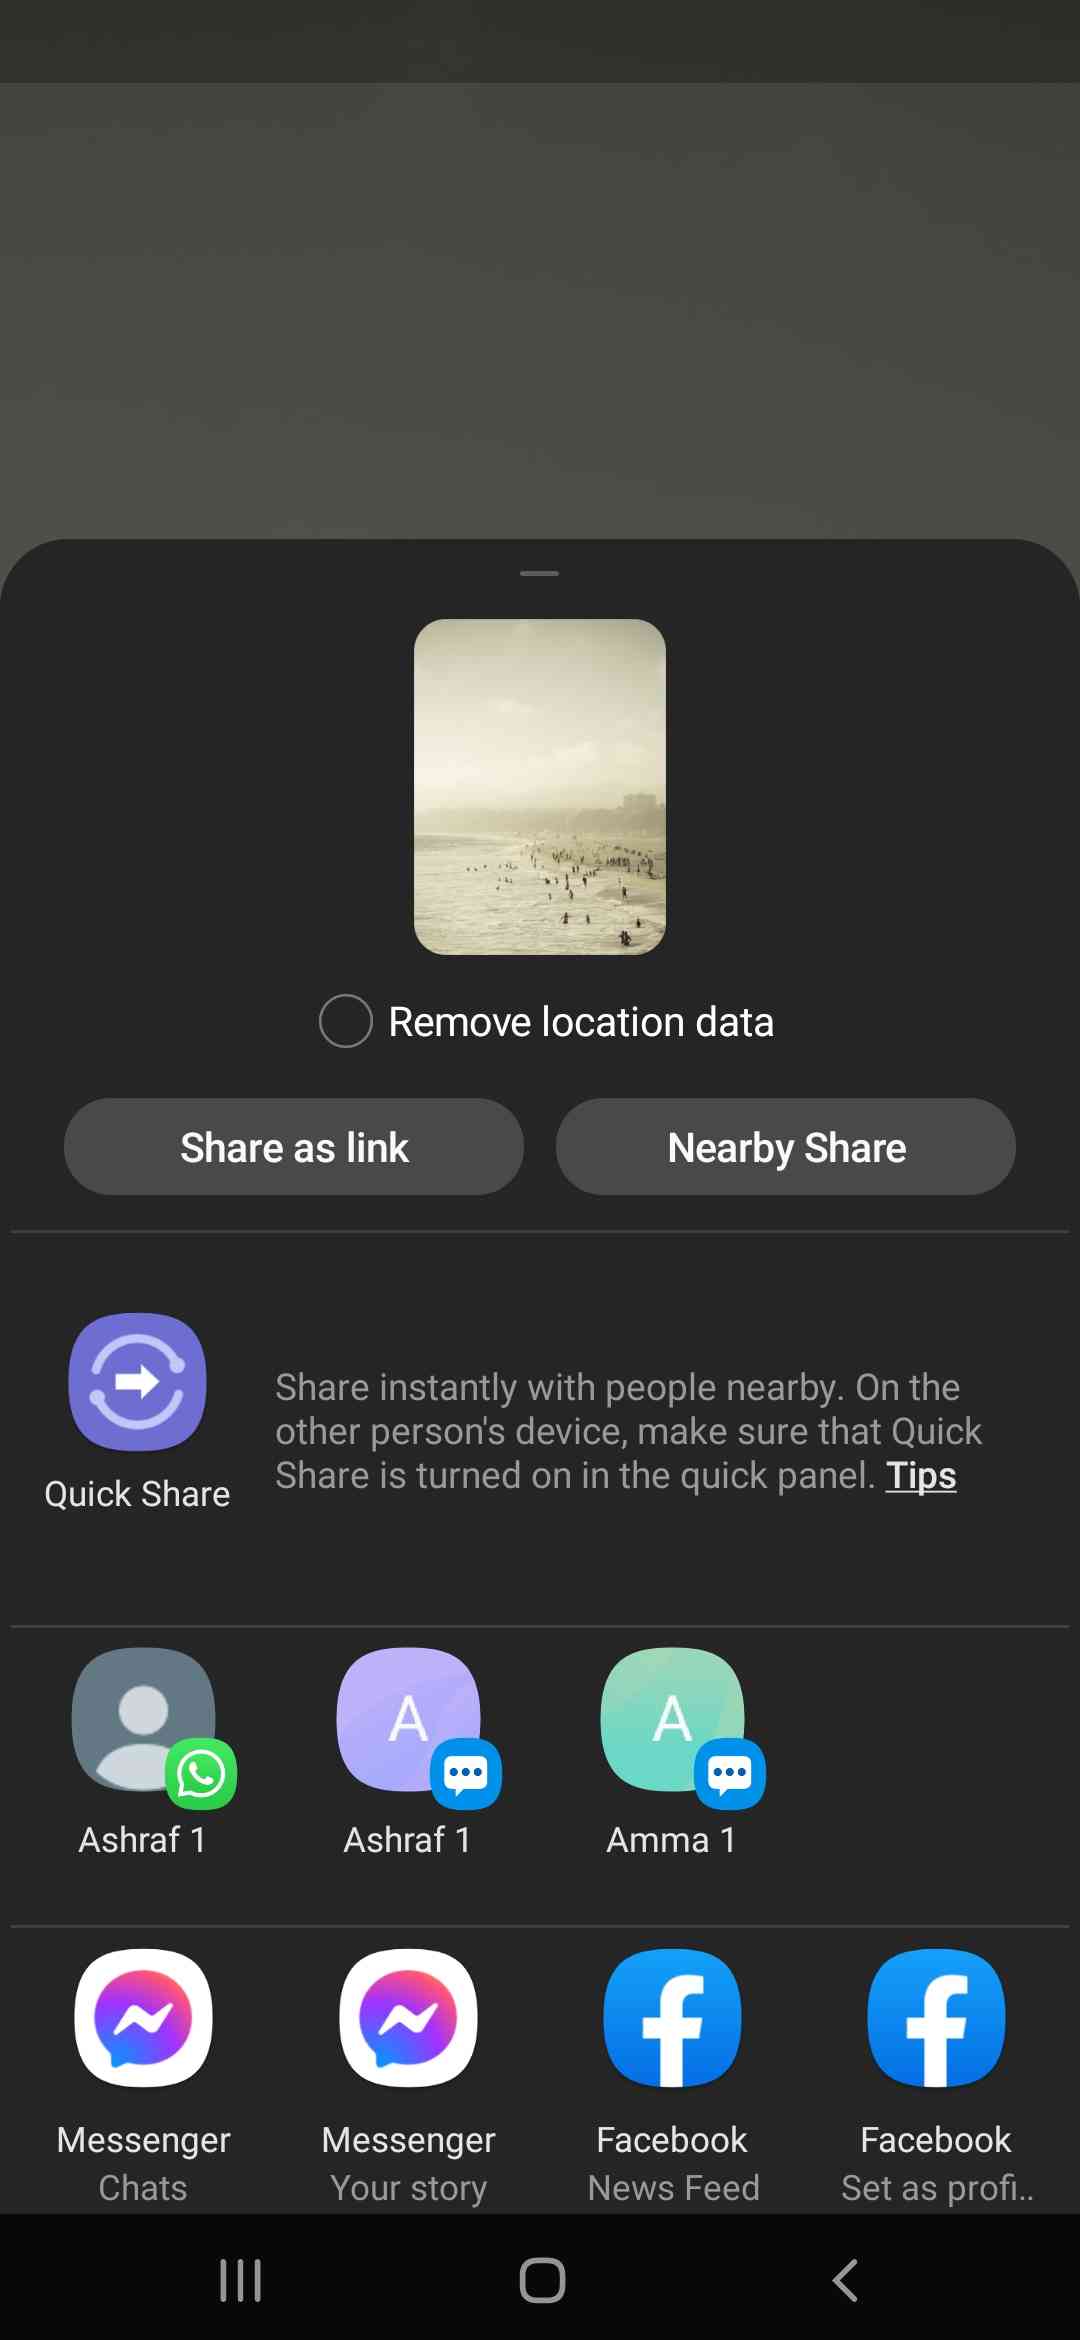 Remove location data
Share as link
Nearby Share
Share instantly with people nearby. On the
other person's device, make sure that Quick
Share is turned on in the quick panel. Tips
Quick Share
A
A
Ashraf 1
Ashraf 1
Amma 1
Messenger
Chats
Messenger
Your story
Facebook
News Feed
Facebook
Set as profi..